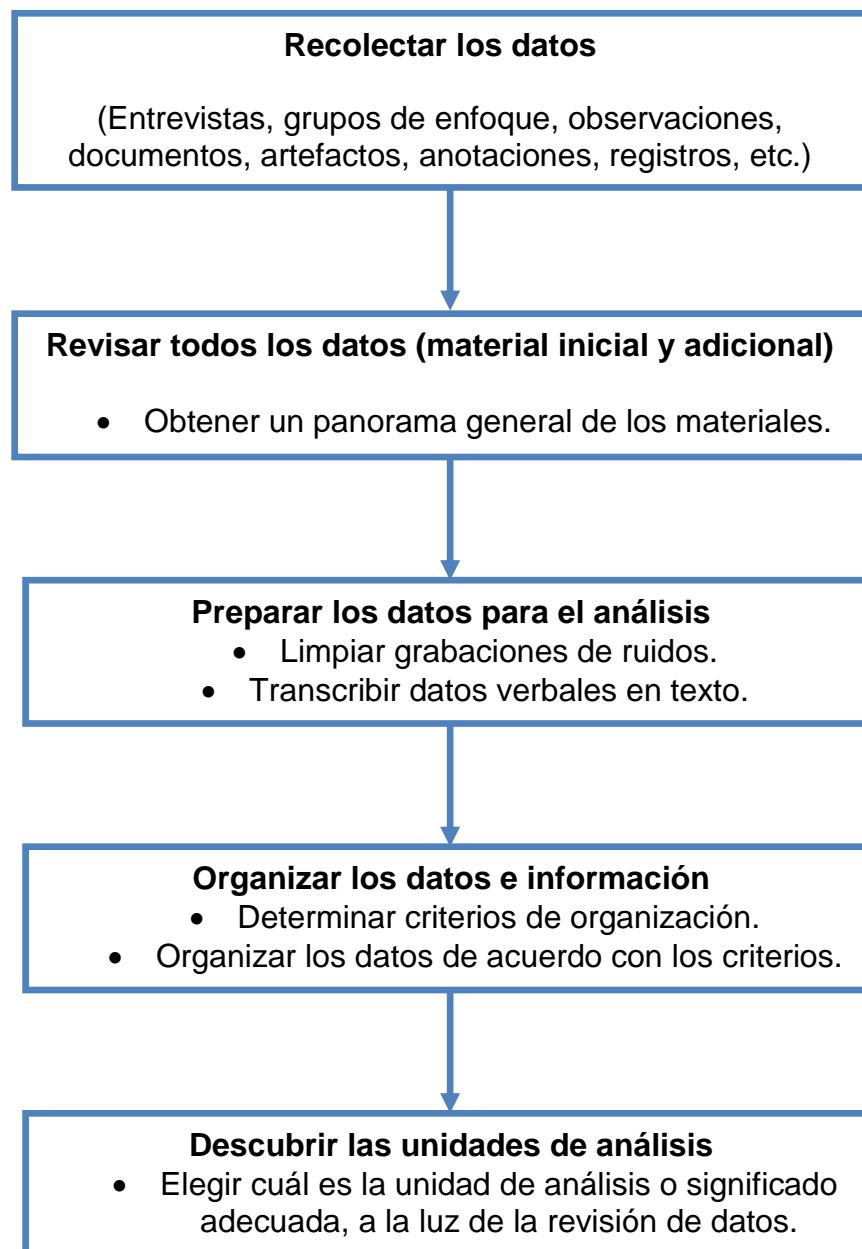 Recolectar los datos
(Entrevistas, grupos de enfoque, observaciones,
documentos, artefactos, anotaciones, registros, etc.)
Revisar todos los datos (material inicial y adicional)
• Obtener un panorama general de los materiales.
Preparar los datos para el análisis
• Limpiar grabaciones de ruidos.
• Transcribir datos verbales en texto.
Organizar los datos e información
• Determinar criterios de organización.
• Organizar los datos de acuerdo con los criterios.
Descubrir las unidades de análisis
• Elegir cuál es la unidad de análisis o significado
adecuada, a la luz de la revisión de datos.